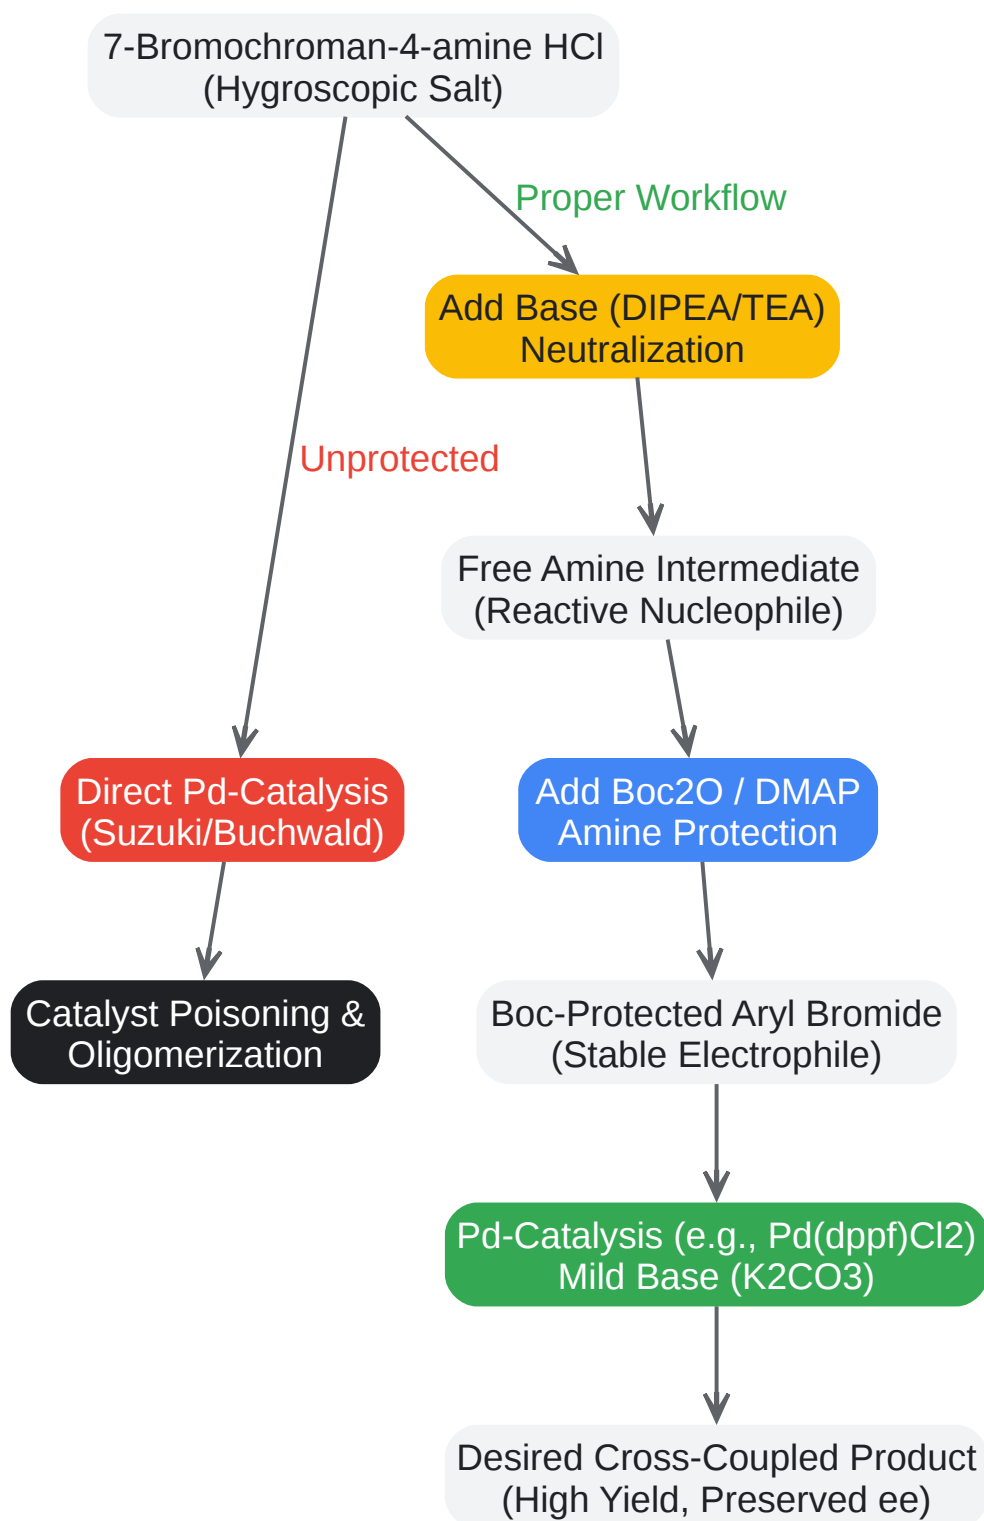 7-Bromochroman-4-amine HCl
(Hygroscopic Salt)
Proper Workflow
Add Base (DIPEA/TEA)
Neutralization
Unprotected
Free Amine Intermediate
(Reactive Nucleophile)
Direct Pd-Catalysis
(Suzuki/Buchwald)
Add Boc2O / DMAP
Amine Protection
Catalyst Poisoning &
Oligomerization
Boc-Protected Aryl Bromide
(Stable Electrophile)
Pd-Catalysis (e.g., Pd(dppf)Cl2)
Mild Base (K2CO3)
Desired Cross-Coupled Product
(High Yield, Preserved ee)